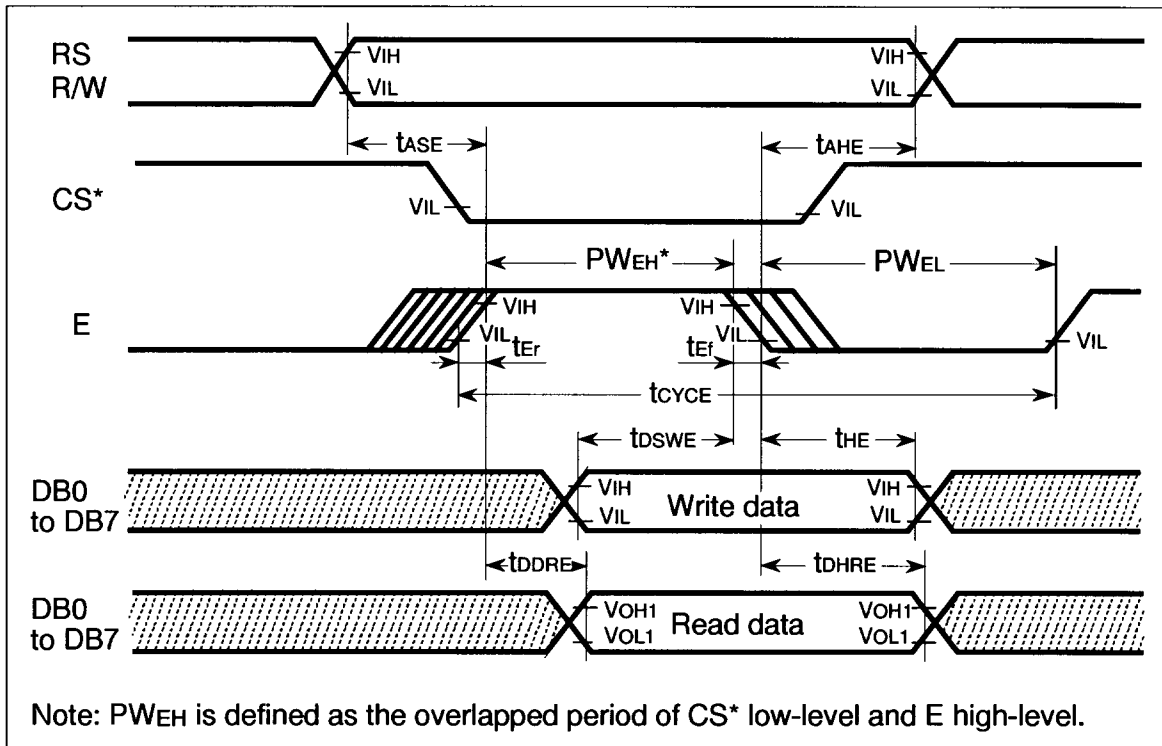 RS
R/W
VIH
VIL
VIH
VIL
tASE
tAHE
CS*
VIL
VIL
PWEH*
PWEL
E
VIH
VIL
VIH
VIL
VIL
tEr
tEf
tCYCE
tDSWE
tHE
DB0
to DB7
VIH
VIL
Write data
VIH
VIL
tDDRE
tDHRE
DB0
to DB7
VOH1
VOL1
Read data
VOH1
VOL1
Note: PWEH is defined as the overlapped period of CS* low-level and E high-level.